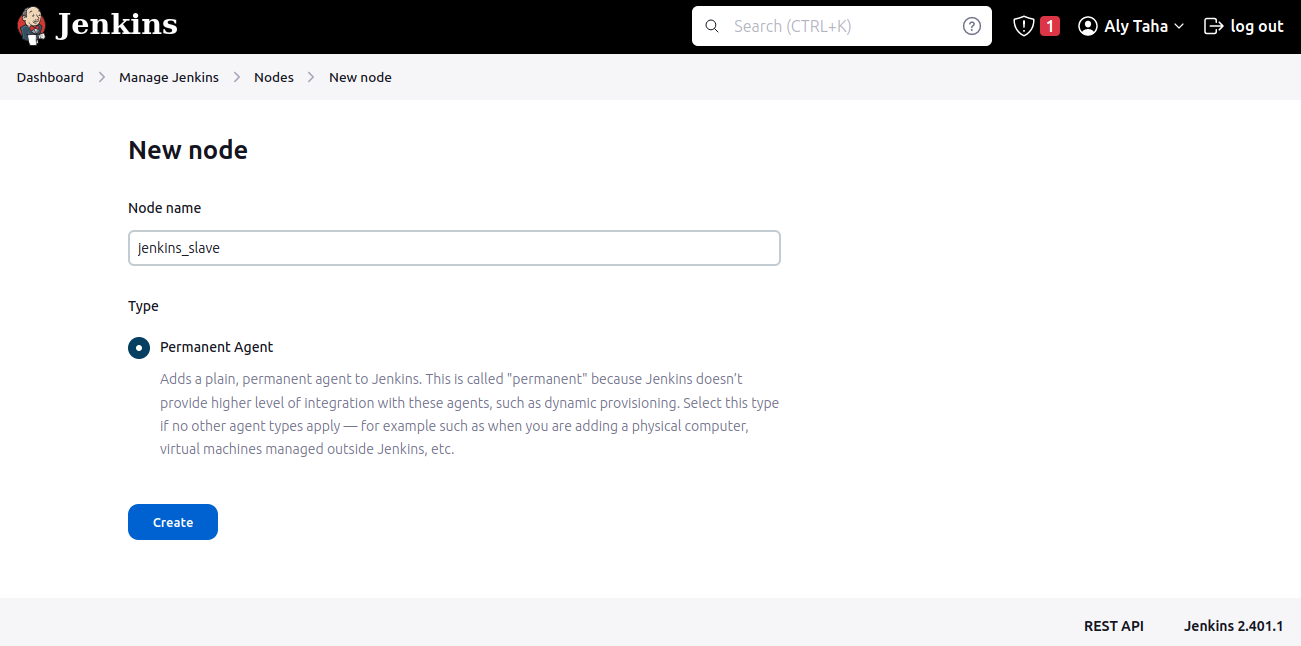 Jenkins
Search (CTRL+K)
1
Aly Taha
log out
Dashboard
Manage Jenkins
Nodes
New node
New node
Node name
jenkins_slave
Type
Permanent Agent
Adds a plain, permanent agent to Jenkins. This is called "permanent" because Jenkins doesn’t
provide higher level of integration with these agents, such as dynamic provisioning. Select this type
if no other agent types apply — for example such as when you are adding a physical computer,
virtual machines managed outside Jenkins, etc.
Create
REST API
Jenkins 2.401.1